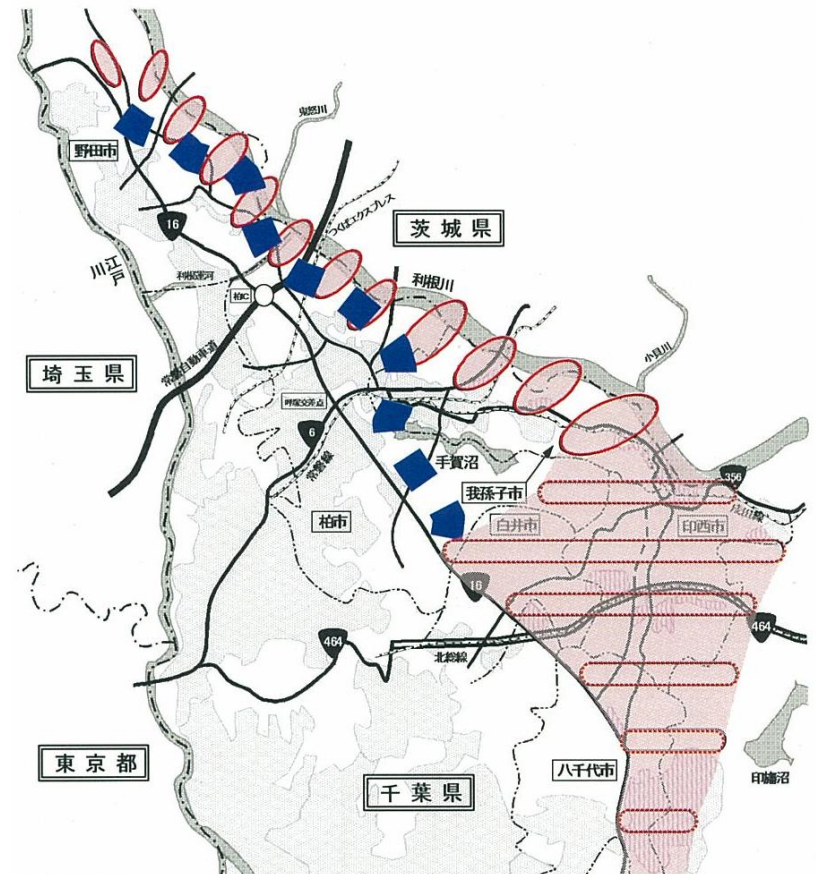 鬼怒川
野田市
つくばエクスプレス
茨城県
16
江戸川
利根運河
利根川
柏IC
小貝川
常磐自動車道
埼玉県
呼塚交差点
6
常磐線
手賀沼
我孫子市
356
成田線
柏市
白井市
印西市
16
464
464
北総線
東京都
千葉県
八千代市
印旛沼